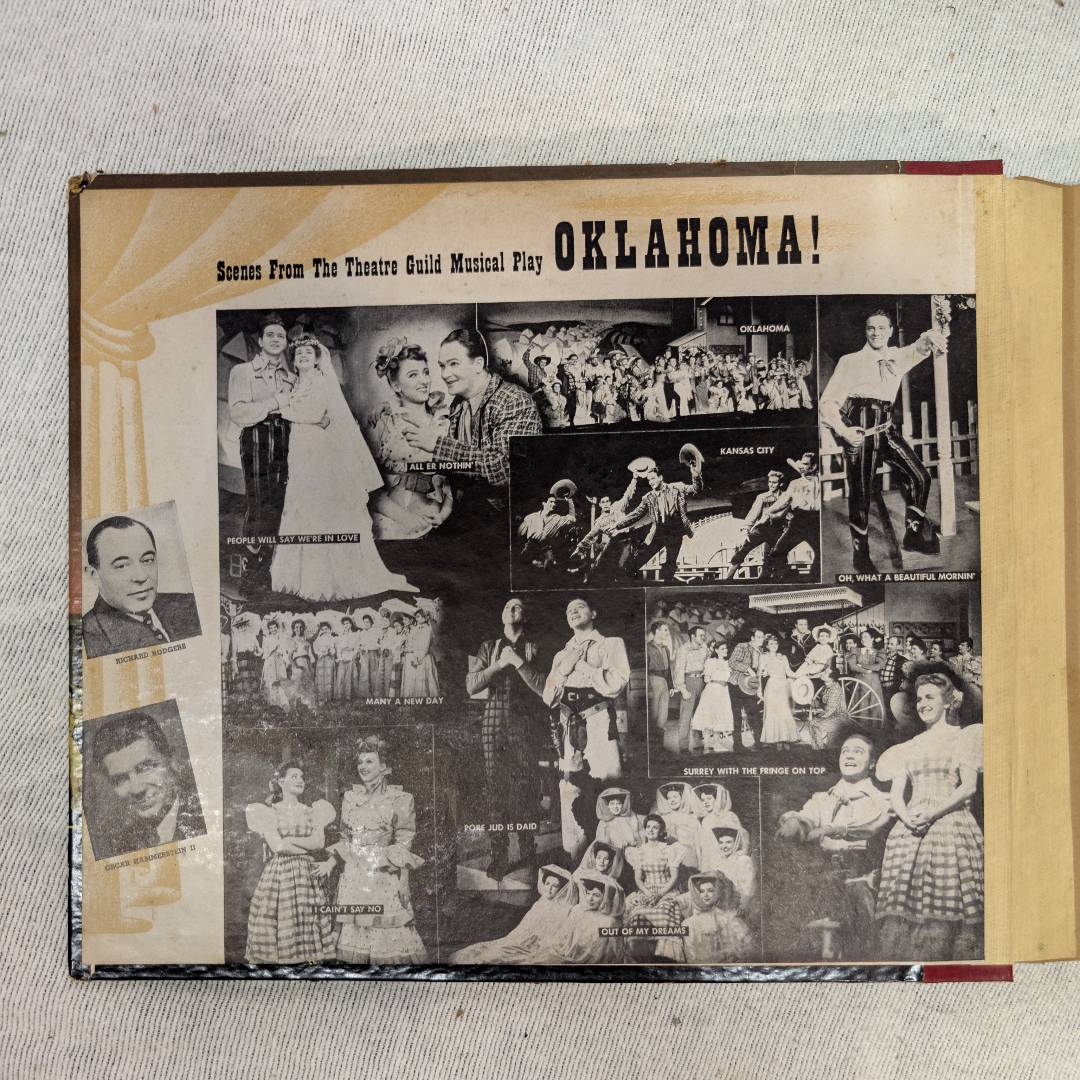 Scenes From The Theatre Guild Musical Play OKLAHOMA!
OKLAHOMA
ALL ER NOTHIN'
KANSAS CITY
PEOPLE WILL SAY WE'RE IN LOVE
OH, WHAT A BEAUTIFUL MORNIN'
RICHARD RODGERS
MANY A NEW DAY
SURREY WITH THE FRINGE ON TOP
PORE JUD IS DAID
OSCAR HAMMERSTEIN II
I CAIN'T SAY NO
OUT OF MY DREAMS